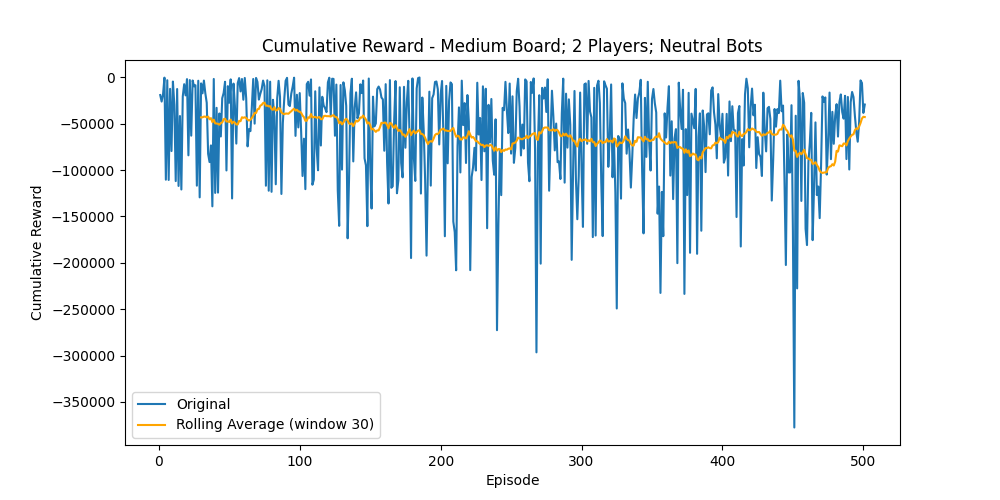 Cumulative Reward - Medium Board; 2 Players; Neutral Bots
0
−50000
−100000
−150000
−200000
−250000
−300000
−350000
Cumulative Reward
Original
Rolling Average (window 30)
0 100 200 300 400 500
Episode